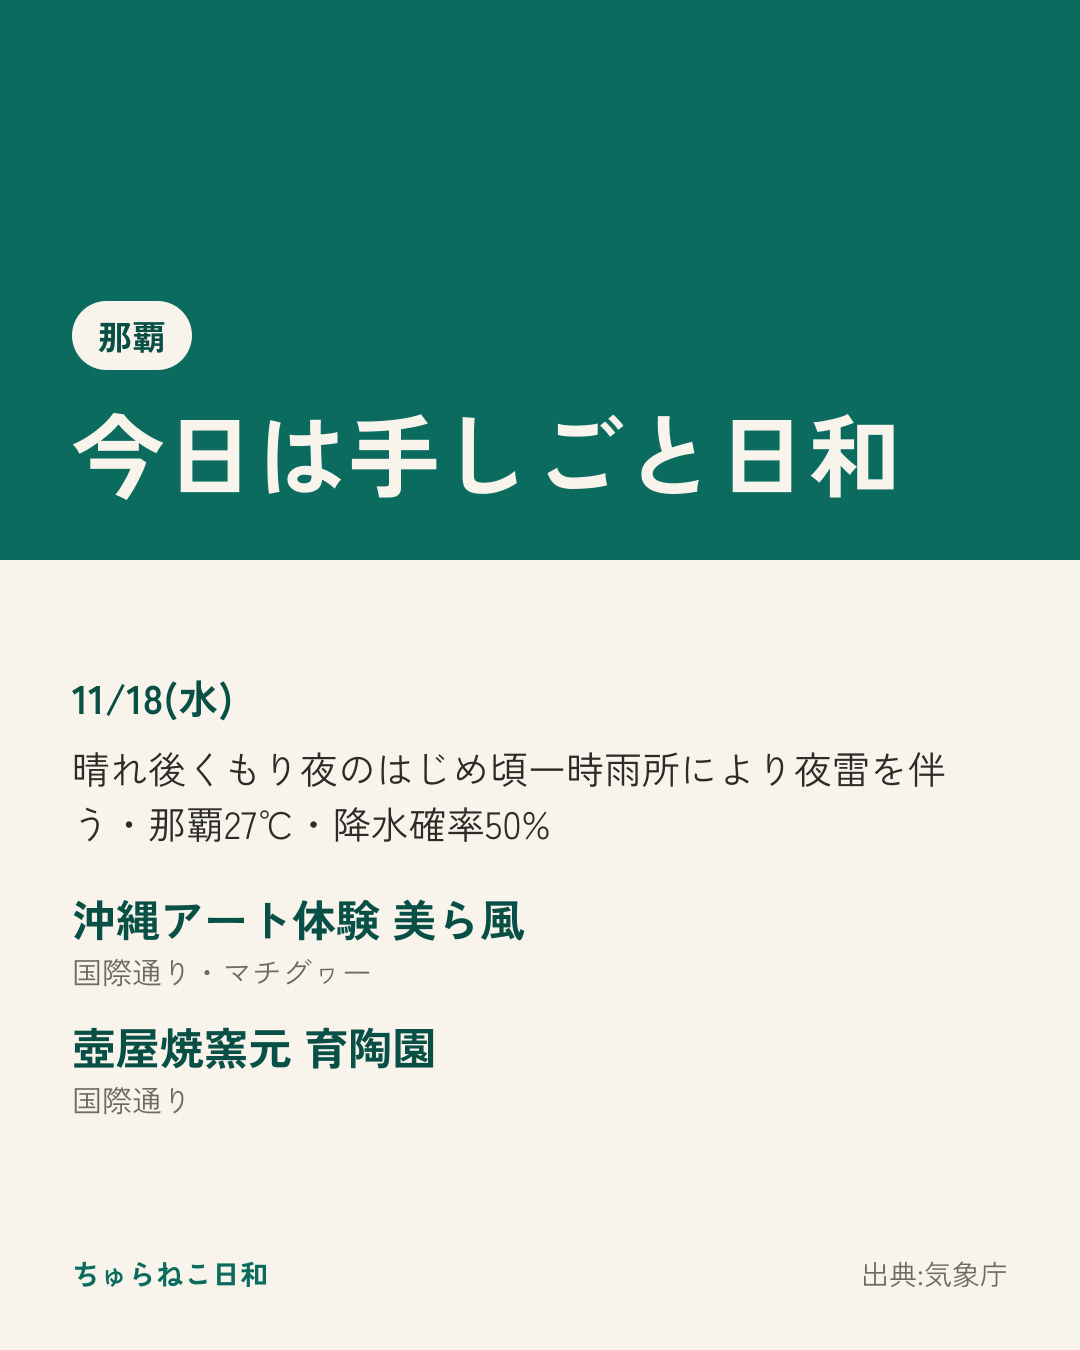 那覇
今日は手しごと日和
11/18(水)
晴れ後くもり夜のはじめ頃一時雨所により夜雷を伴
う・那覇27℃・降水確率50%
沖縄アート体験 美ら風
国際通り・マチグヮー
壺屋焼窯元 育陶園
国際通り
ちゅらねこ日和
出典:気象庁